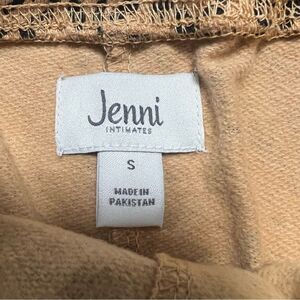 Jenni
INTIMATES
S
MADE IN
PAKISTAN